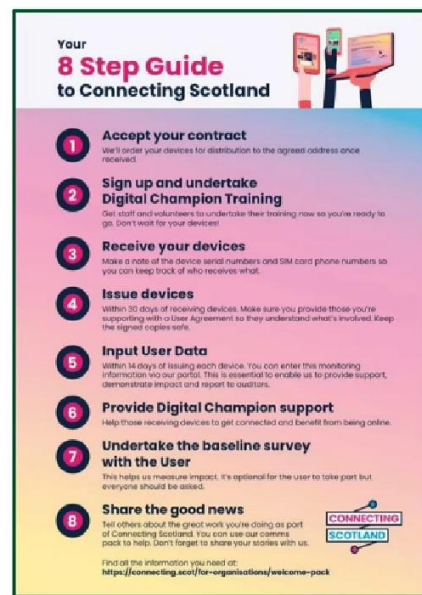 Your
8 Step Guide
to Connecting Scotland
1
Accept your contract
We'll order your devices for distribution to the agreed address once
received.
2
Sign up and undertake
Digital Champion Training
Get staff and volunteers to undertake their training now so you're ready to
go. Don't wait for your devices!
3
Receive your devices
Make a note of the device serial numbers and SIM card phone numbers so
you can keep track of who receives what.
4
Issue devices
Within 30 days of receiving devices. Make sure you provide those you're
supporting with a User Agreement so they understand what's involved. Keep
the signed copies safe.
5
Input User Data
Within 14 days of issuing each device. You can enter this monitoring
information via our portal. This is essential to enable us to provide support,
demonstrate impact and report to auditors.
6
Provide Digital Champion support
Help those receiving devices to get connected and benefit from being online.
7
Undertake the baseline survey
with the User
This helps us measure impact. It's optional for the user to take part but
everyone should be asked.
8
Share the good news
Tell others about the great work you're doing as part
of Connecting Scotland. You can use our comms
pack to help. Don't forget to share your stories with us.
Find all the information you need at:
https://connecting.scot/for-organisations/welcome-pack
CONNECTING
SCOTLAND